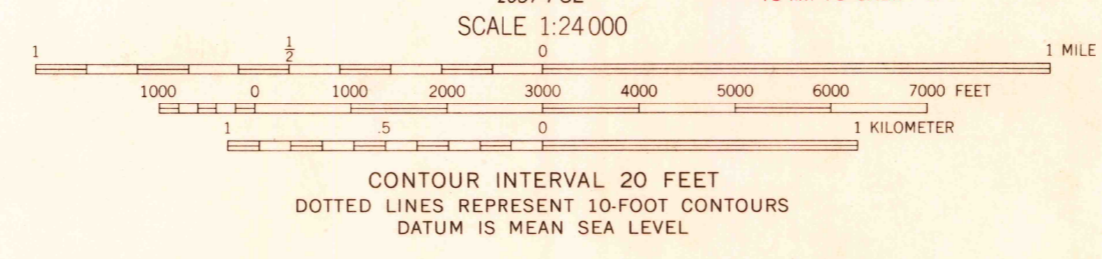 SCALE 1:24000
1 1/2 0 1 MILE
1000 0 1000 2000 3000 4000 5000 6000 7000 FEET
1 .5 0 1 KILOMETER
CONTOUR INTERVAL 20 FEET
DOTTED LINES REPRESENT 10-FOOT CONTOURS
DATUM IS MEAN SEA LEVEL